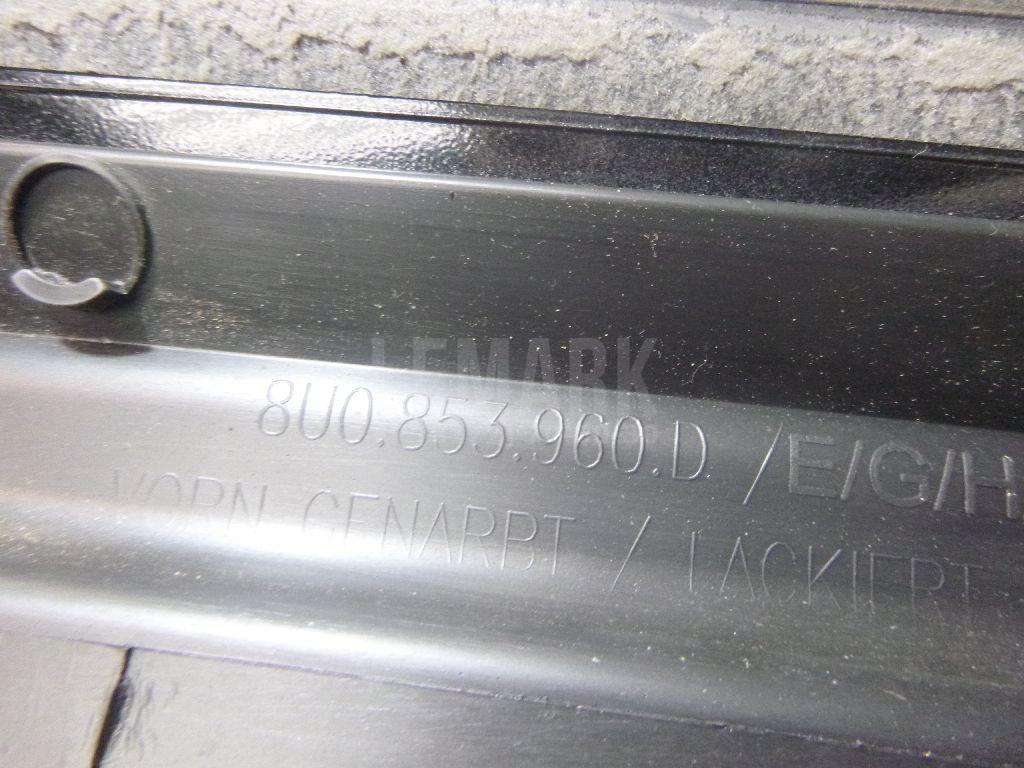 LEMARK
8U0.853.960.D /E/G/H
VORN GENARBT / LACKIERT